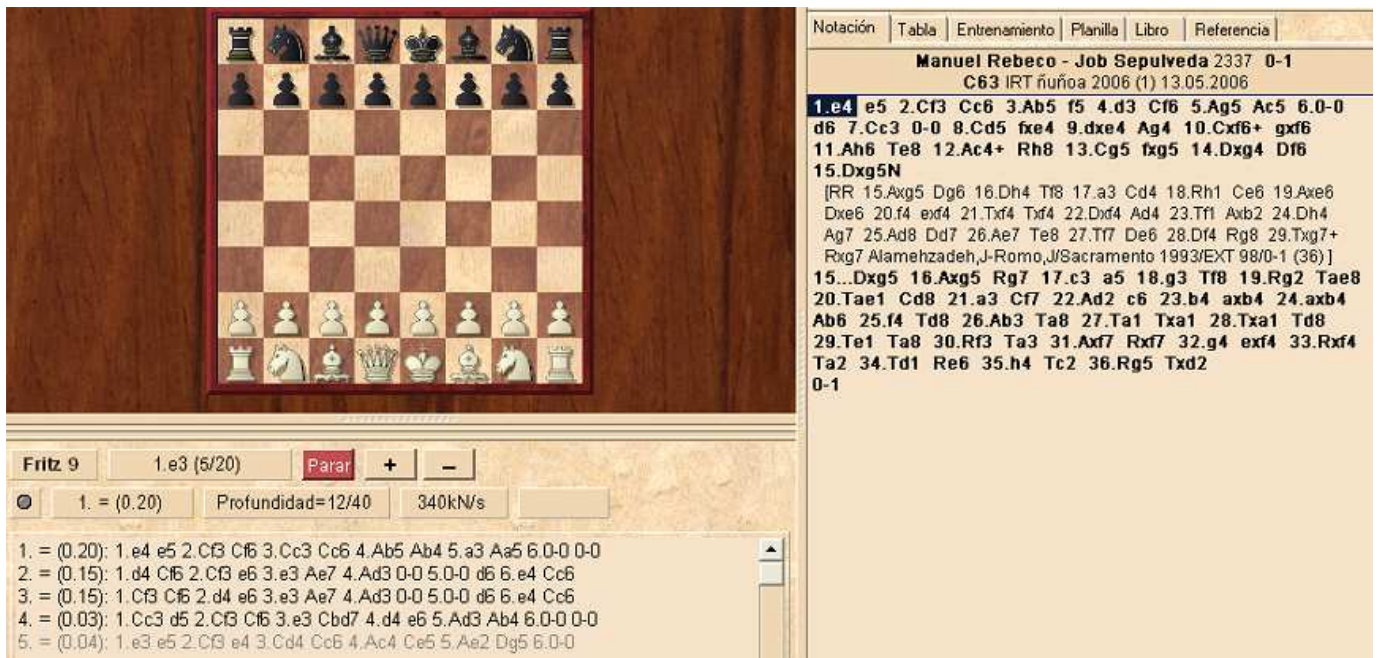 Notación Tabla Entrenamiento Planilla Libro Referencia
Manuel Rebeco - Job Sepulveda 2337 0-1
C63 IRT ñuñoa 2006 (1) 13.05.2006
1.e4 e5 2.Cf3 Cc6 3.Ab5 f5 4.d3 Cf6 5.Ag5 Ac5 6.0-0
d6 7.Cc3 0-0 8.Cd5 fxe4 9.dxe4 Ag4 10.Cxf6+ gxf6
11.Ah6 Te8 12.Ac4+ Rh8 13.Cg5 fxg5 14.Dxg4 Df6
15.Dxg5N
[RR 15.Axg5 Dg6 16.Dh4 Tf8 17.a3 Cd4 18.Rh1 Ce6 19.Axe6
Dxe6 20.f4 exf4 21.Txf4 Txf4 22.Dxf4 Ad4 23.Tf1 Axb2 24.Dh4
Ag7 25.Ad8 Dd7 26.Ae7 Te8 27.Tf7 De6 28.Df4 Rg8 29.Txg7+
Rxg7 Alamehzadeh,J-Romo,J/Sacramento 1993/EXT 98/0-1 (36) ]
15...Dxg5 16.Axg5 Rg7 17.c3 a5 18.g3 Tf8 19.Rg2 Tae8
20.Tae1 Cd8 21.a3 Cf7 22.Ad2 c6 23.b4 axb4 24.axb4
Ab6 25.f4 Td8 26.Ab3 Ta8 27.Ta1 Txa1 28.Txa1 Td8
29.Te1 Ta8 30.Rf3 Ta3 31.Axf7 Rxf7 32.g4 exf4 33.Rxf4
Ta2 34.Td1 Re6 35.h4 Tc2 36.Rg5 Txd2
0-1
Fritz 9 1.e3 (5/20) Parar + –
1. = (0.20) Profundidad=12/40 340kN/s
1. = (0.20): 1.e4 e5 2.Cf3 Cf6 3.Cc3 Cc6 4.Ab5 Ab4 5.a3 Aa5 6.0-0 0-0
2. = (0.15): 1.d4 Cf6 2.Cf3 e6 3.e3 Ae7 4.Ad3 0-0 5.0-0 d6 6.e4 Cc6
3. = (0.15): 1.Cf3 Cf6 2.d4 e6 3.e3 Ae7 4.Ad3 0-0 5.0-0 d6 6.e4 Cc6
4. = (0.03): 1.Cc3 d5 2.Cf3 Cf6 3.e3 Cbd7 4.d4 e6 5.Ad3 Ab4 6.0-0 0-0
5. = (0.04): 1.e3 e5 2.Cf3 e4 3.Cd4 Cc6 4.Ac4 Ce5 5.Ae2 Dg5 6.0-0